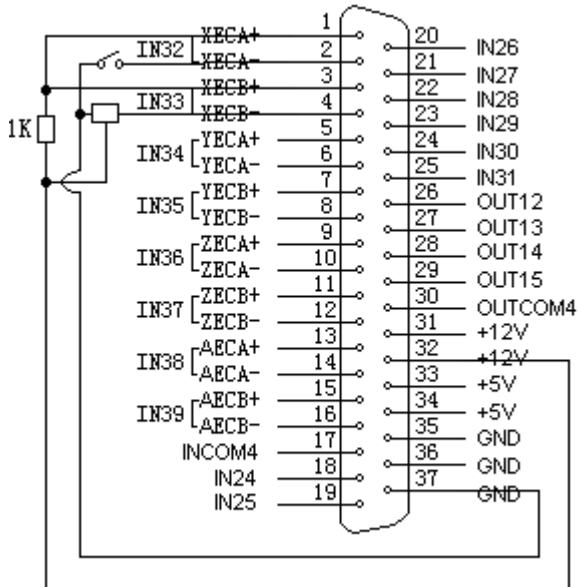 1
IN32 XECA+
2
XECA-
3
XECB+
IN33
4
XECB-
1K
5
YECA+
IN34
6
YECA-
7
YECB+
IN35
8
YECB-
9
ZECA+
IN36
10
ZECA-
11
ZECB+
IN37
12
ZECB-
13
AECA+
IN38
14
AECA-
15
AECB+
IN39
16
AECB-
INCOM4 17
IN24 18
IN25 19
20 IN26
21 IN27
22 IN28
23 IN29
24 IN30
25 IN31
26 OUT12
27 OUT13
28 OUT14
29 OUT15
30 OUTCOM4
31 +12V
32 +12V
33 +5V
34 +5V
35 GND
36 GND
37 GND